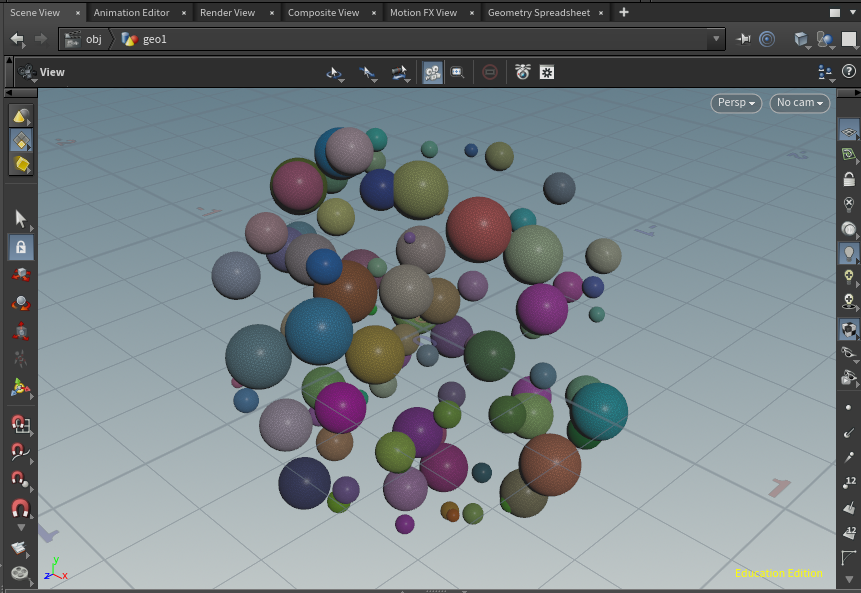 Scene View × Animation Editor × Render View × Composite View × Motion FX View × Geometry Spreadsheet ×
obj geo1
View
Persp No cam
12
12
1
y
z x
Education Edition